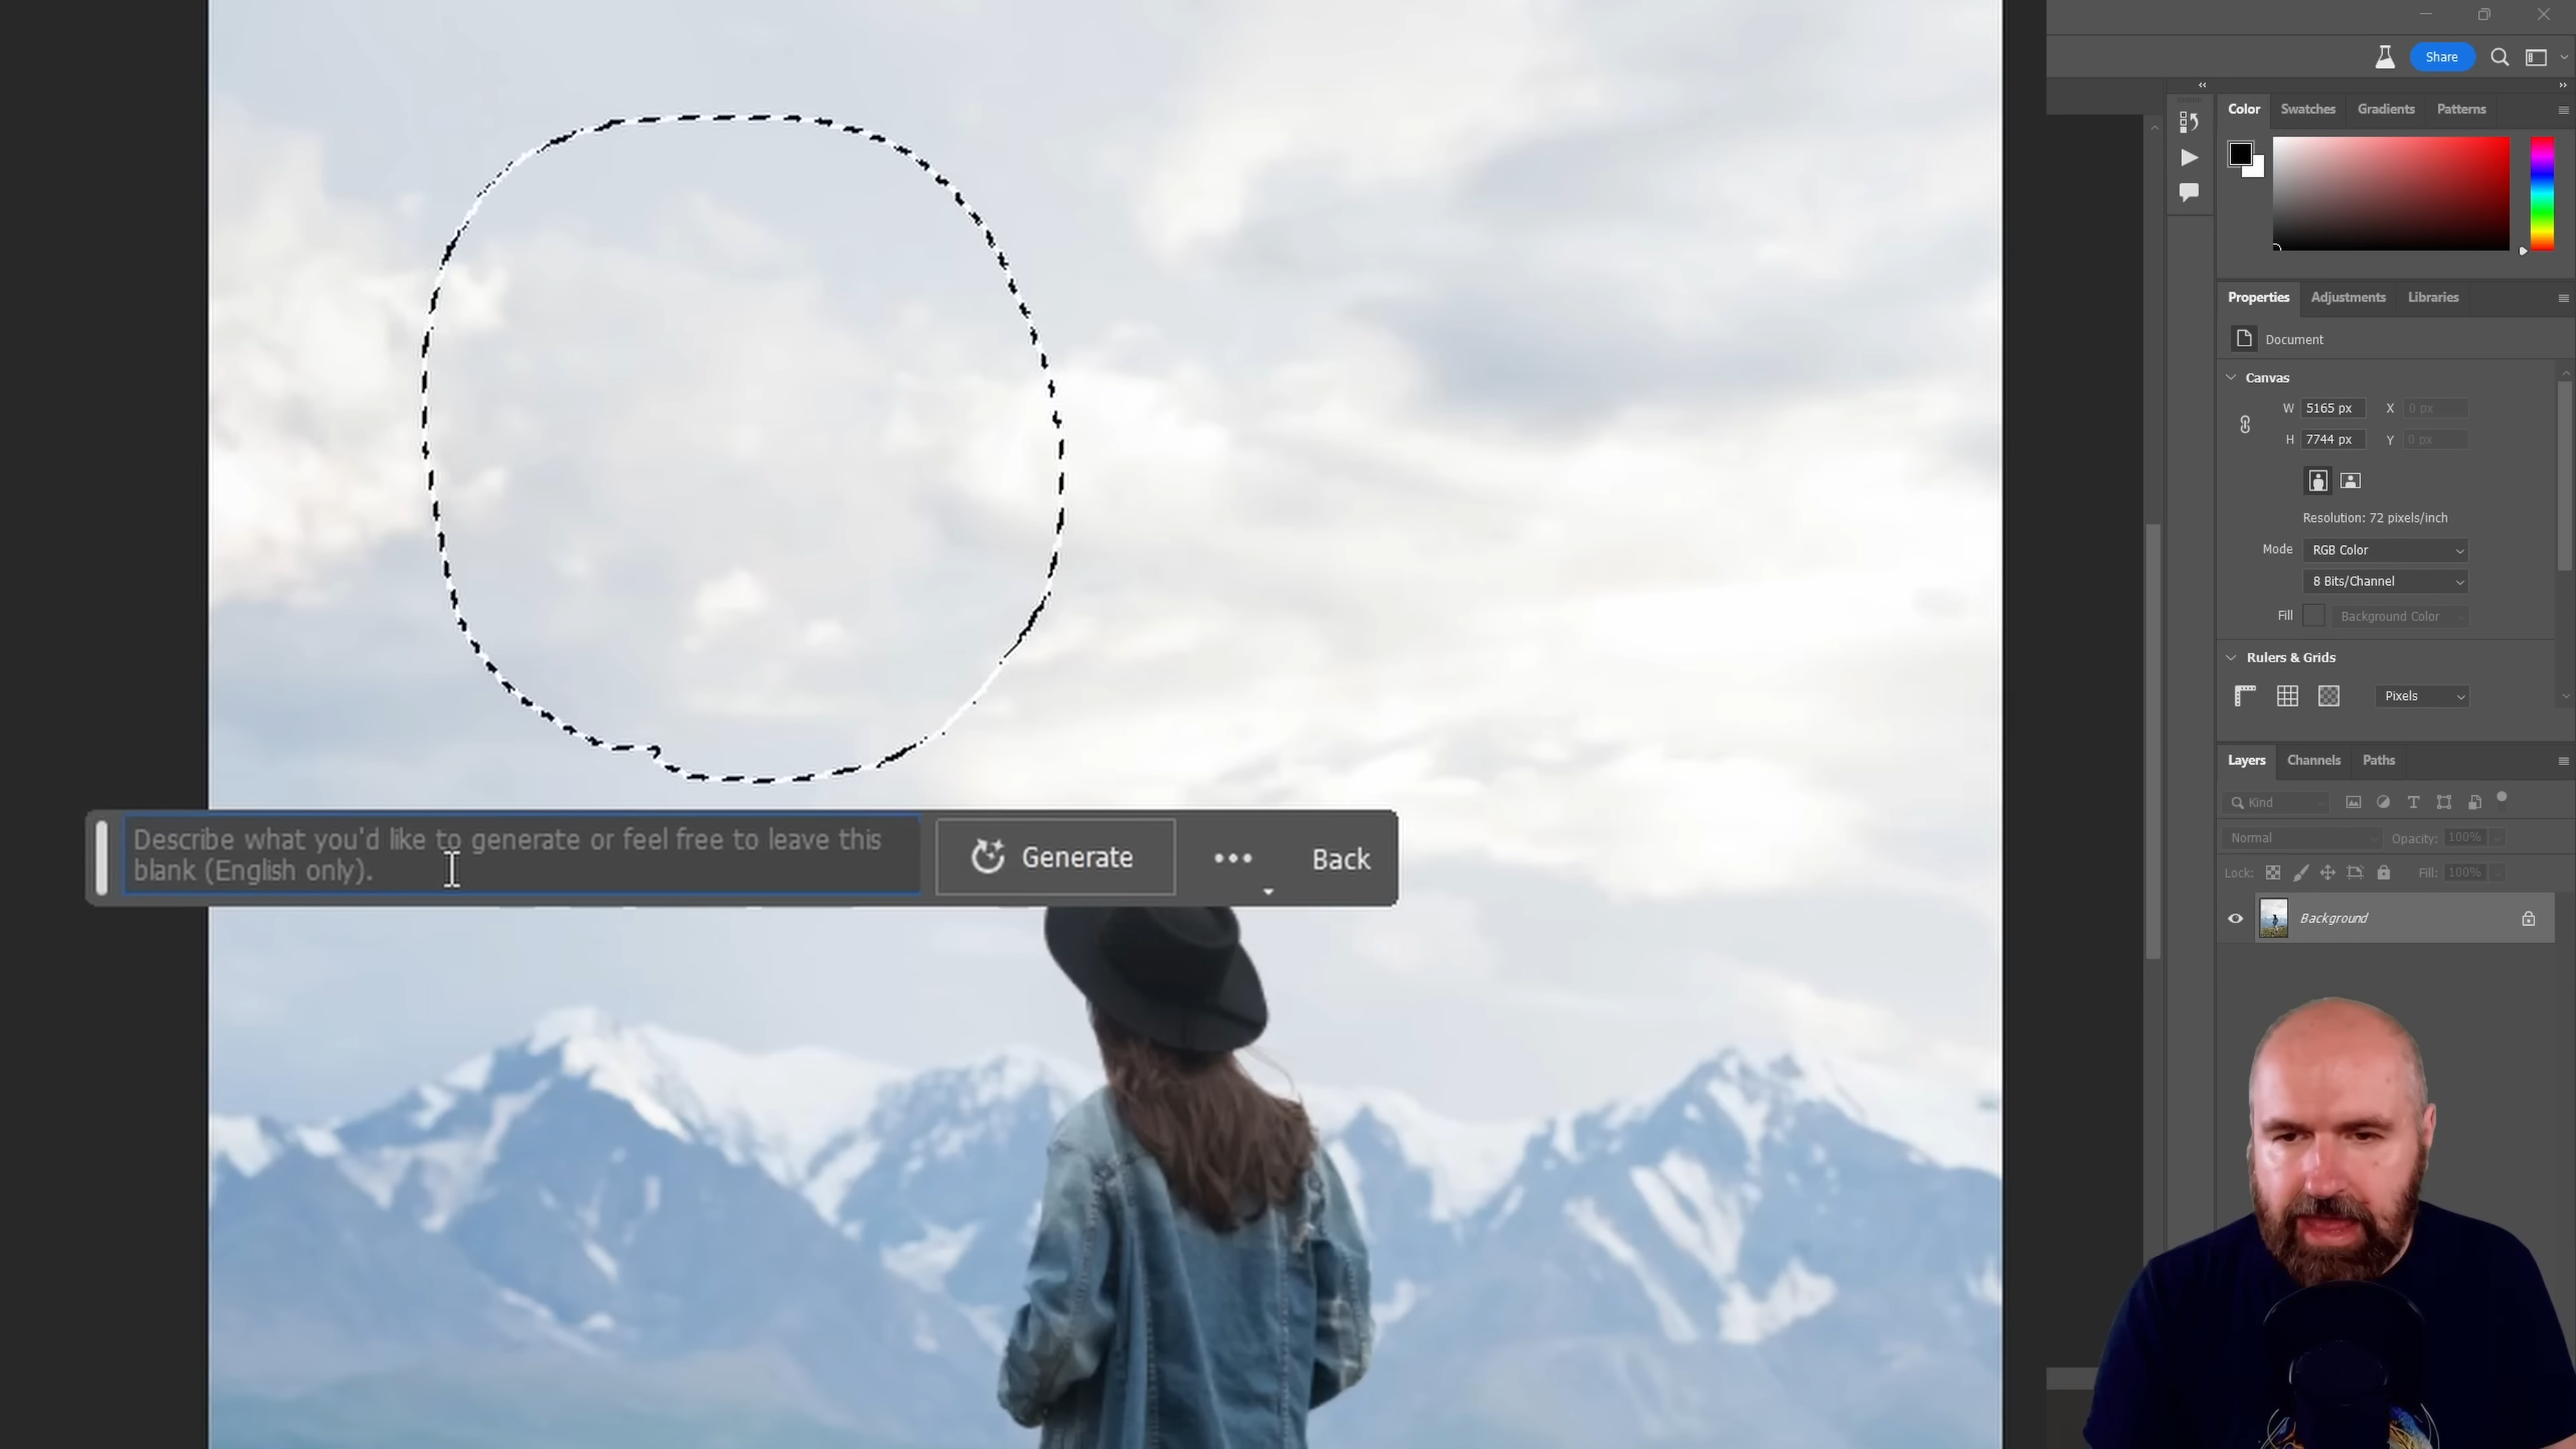 Share
Color Swatches Gradients Patterns
Properties Adjustments Libraries
Document
Canvas
W 5165 px X 0 px
H 7744 px Y 0 px
Resolution: 72 pixels/inch
Mode RGB Color
8 Bits/Channel
Fill Background Color
Rulers & Grids
Pixels
Layers Channels Paths
Kind
Normal Opacity: 100%
Lock: Fill: 100%
Background
Describe what you'd like to generate or feel free to leave this
blank (English only).
Generate
Back